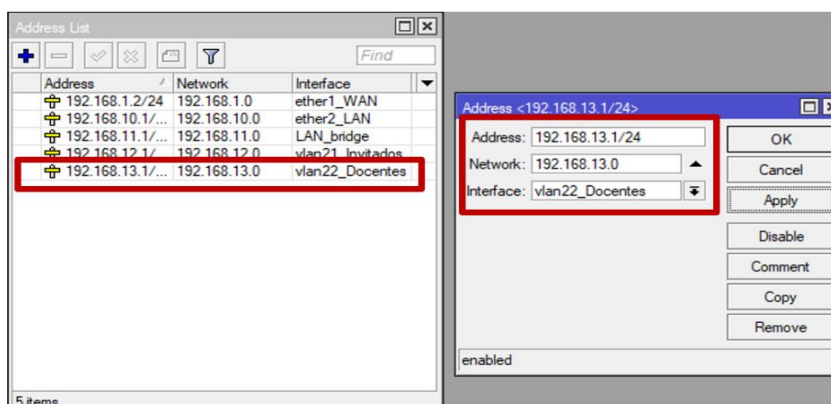 Address List
Find
Address / Network Interface
192.168.1.2/24 192.168.1.0 ether1_WAN
192.168.10.1/... 192.168.10.0 ether2_LAN
192.168.11.1/... 192.168.11.0 LAN_bridge
192.168.12.1/ 192.168.12.0 vlan21_Invitados
192.168.13.1/... 192.168.13.0 vlan22_Docentes
5 items
Address <192.168.13.1/24>
Address: 192.168.13.1/24
Network: 192.168.13.0
Interface: vlan22_Docentes
OK
Cancel
Apply
Disable
Comment
Copy
Remove
enabled